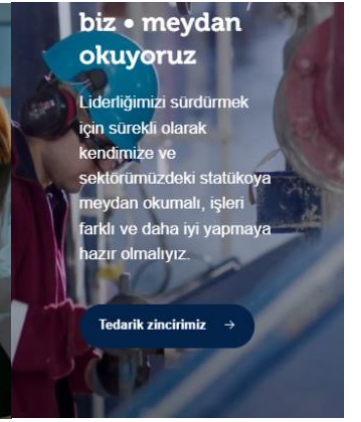 biz • meydan
okuyoruz
Liderliğimizi sürdürmek
için sürekli olarak
kendimize ve
sektörümüzdeki statükoya
meydan okumalı, işleri
farklı ve daha iyi yapmaya
hazır olmalıyız.
Tedarik zincirimiz →